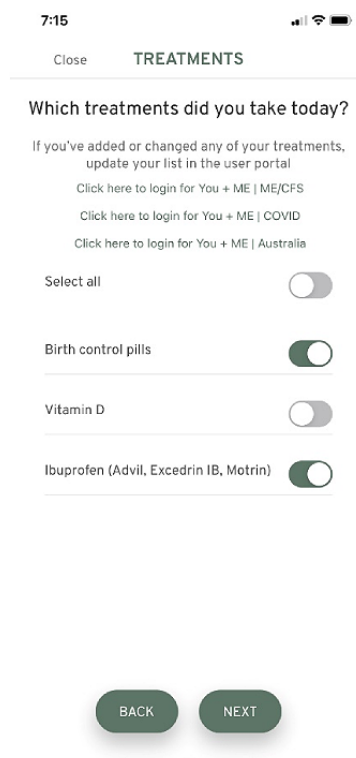 7:15
Close
TREATMENTS
Which treatments did you take today?
If you've added or changed any of your treatments,
update your list in the user portal
Click here to login for You + ME | ME/CFS
Click here to login for You + ME | COVID
Click here to login for You + ME | Australia
Select all
Birth control pills
Vitamin D
Ibuprofen (Advil, Excedrin IB, Motrin)
BACK
NEXT